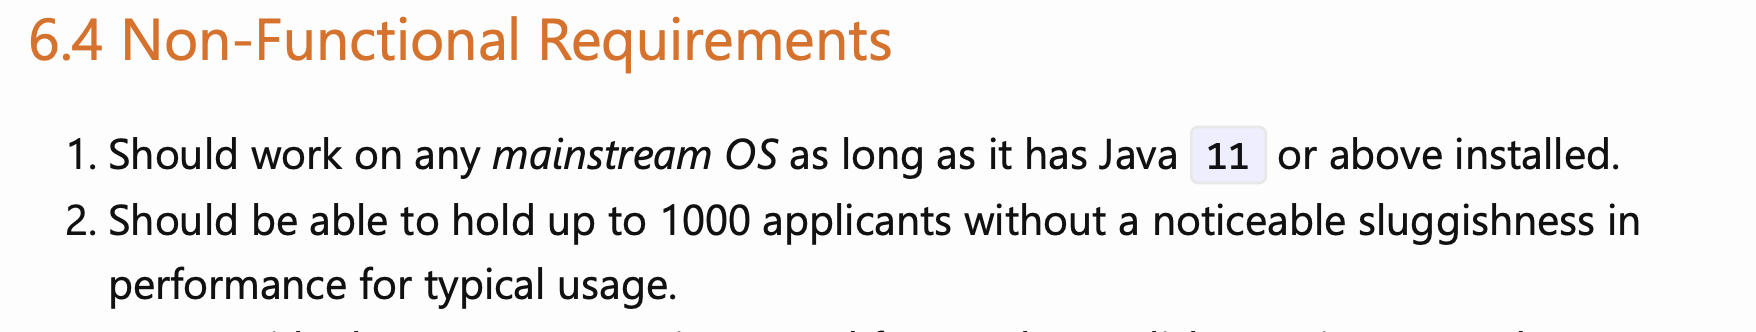 6.4 Non-Functional Requirements
1. Should work on any mainstream OS as long as it has Java 11 or above installed.
2. Should be able to hold up to 1000 applicants without a noticeable sluggishness in
performance for typical usage.